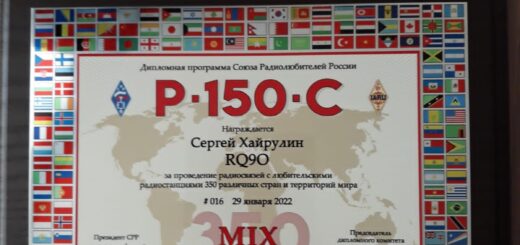 Дипломная программа Союза Радиолюбителей России
Р·150·С
IARU
Награждается
Сергей Хайрулин
RQ9O
за проведение радиосвязей с любительскими
радиостанциями 350 различных стран и территорий мира
# 016 29 января 2022
350
MIX
Президент СРР
Председатель
дипломного комитета